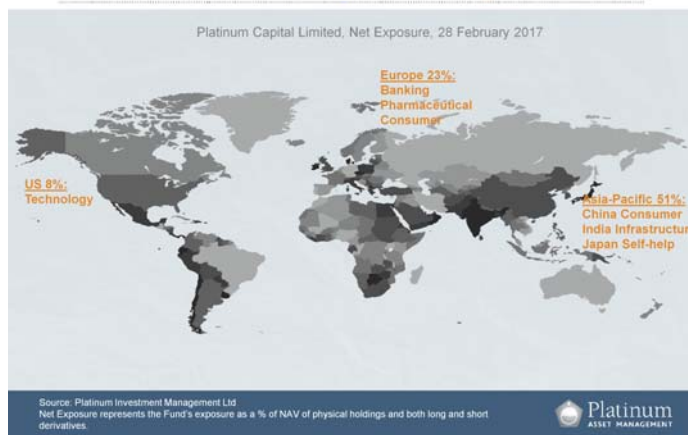 Platinum Capital Limited, Net Exposure, 28 February 2017
Europe 23%:
Banking
Pharmaceutical
Consumer
US 8%:
Technology
Asia-Pacific 51%:
China Consumer
India Infrastructur
Japan Self-help
Source: Platinum Investment Management Ltd
Net Exposure represents the Fund's exposure as a % of NAV of physical holdings and both long and short
derivatives.
Platinum
ASSET MANAGEMENT